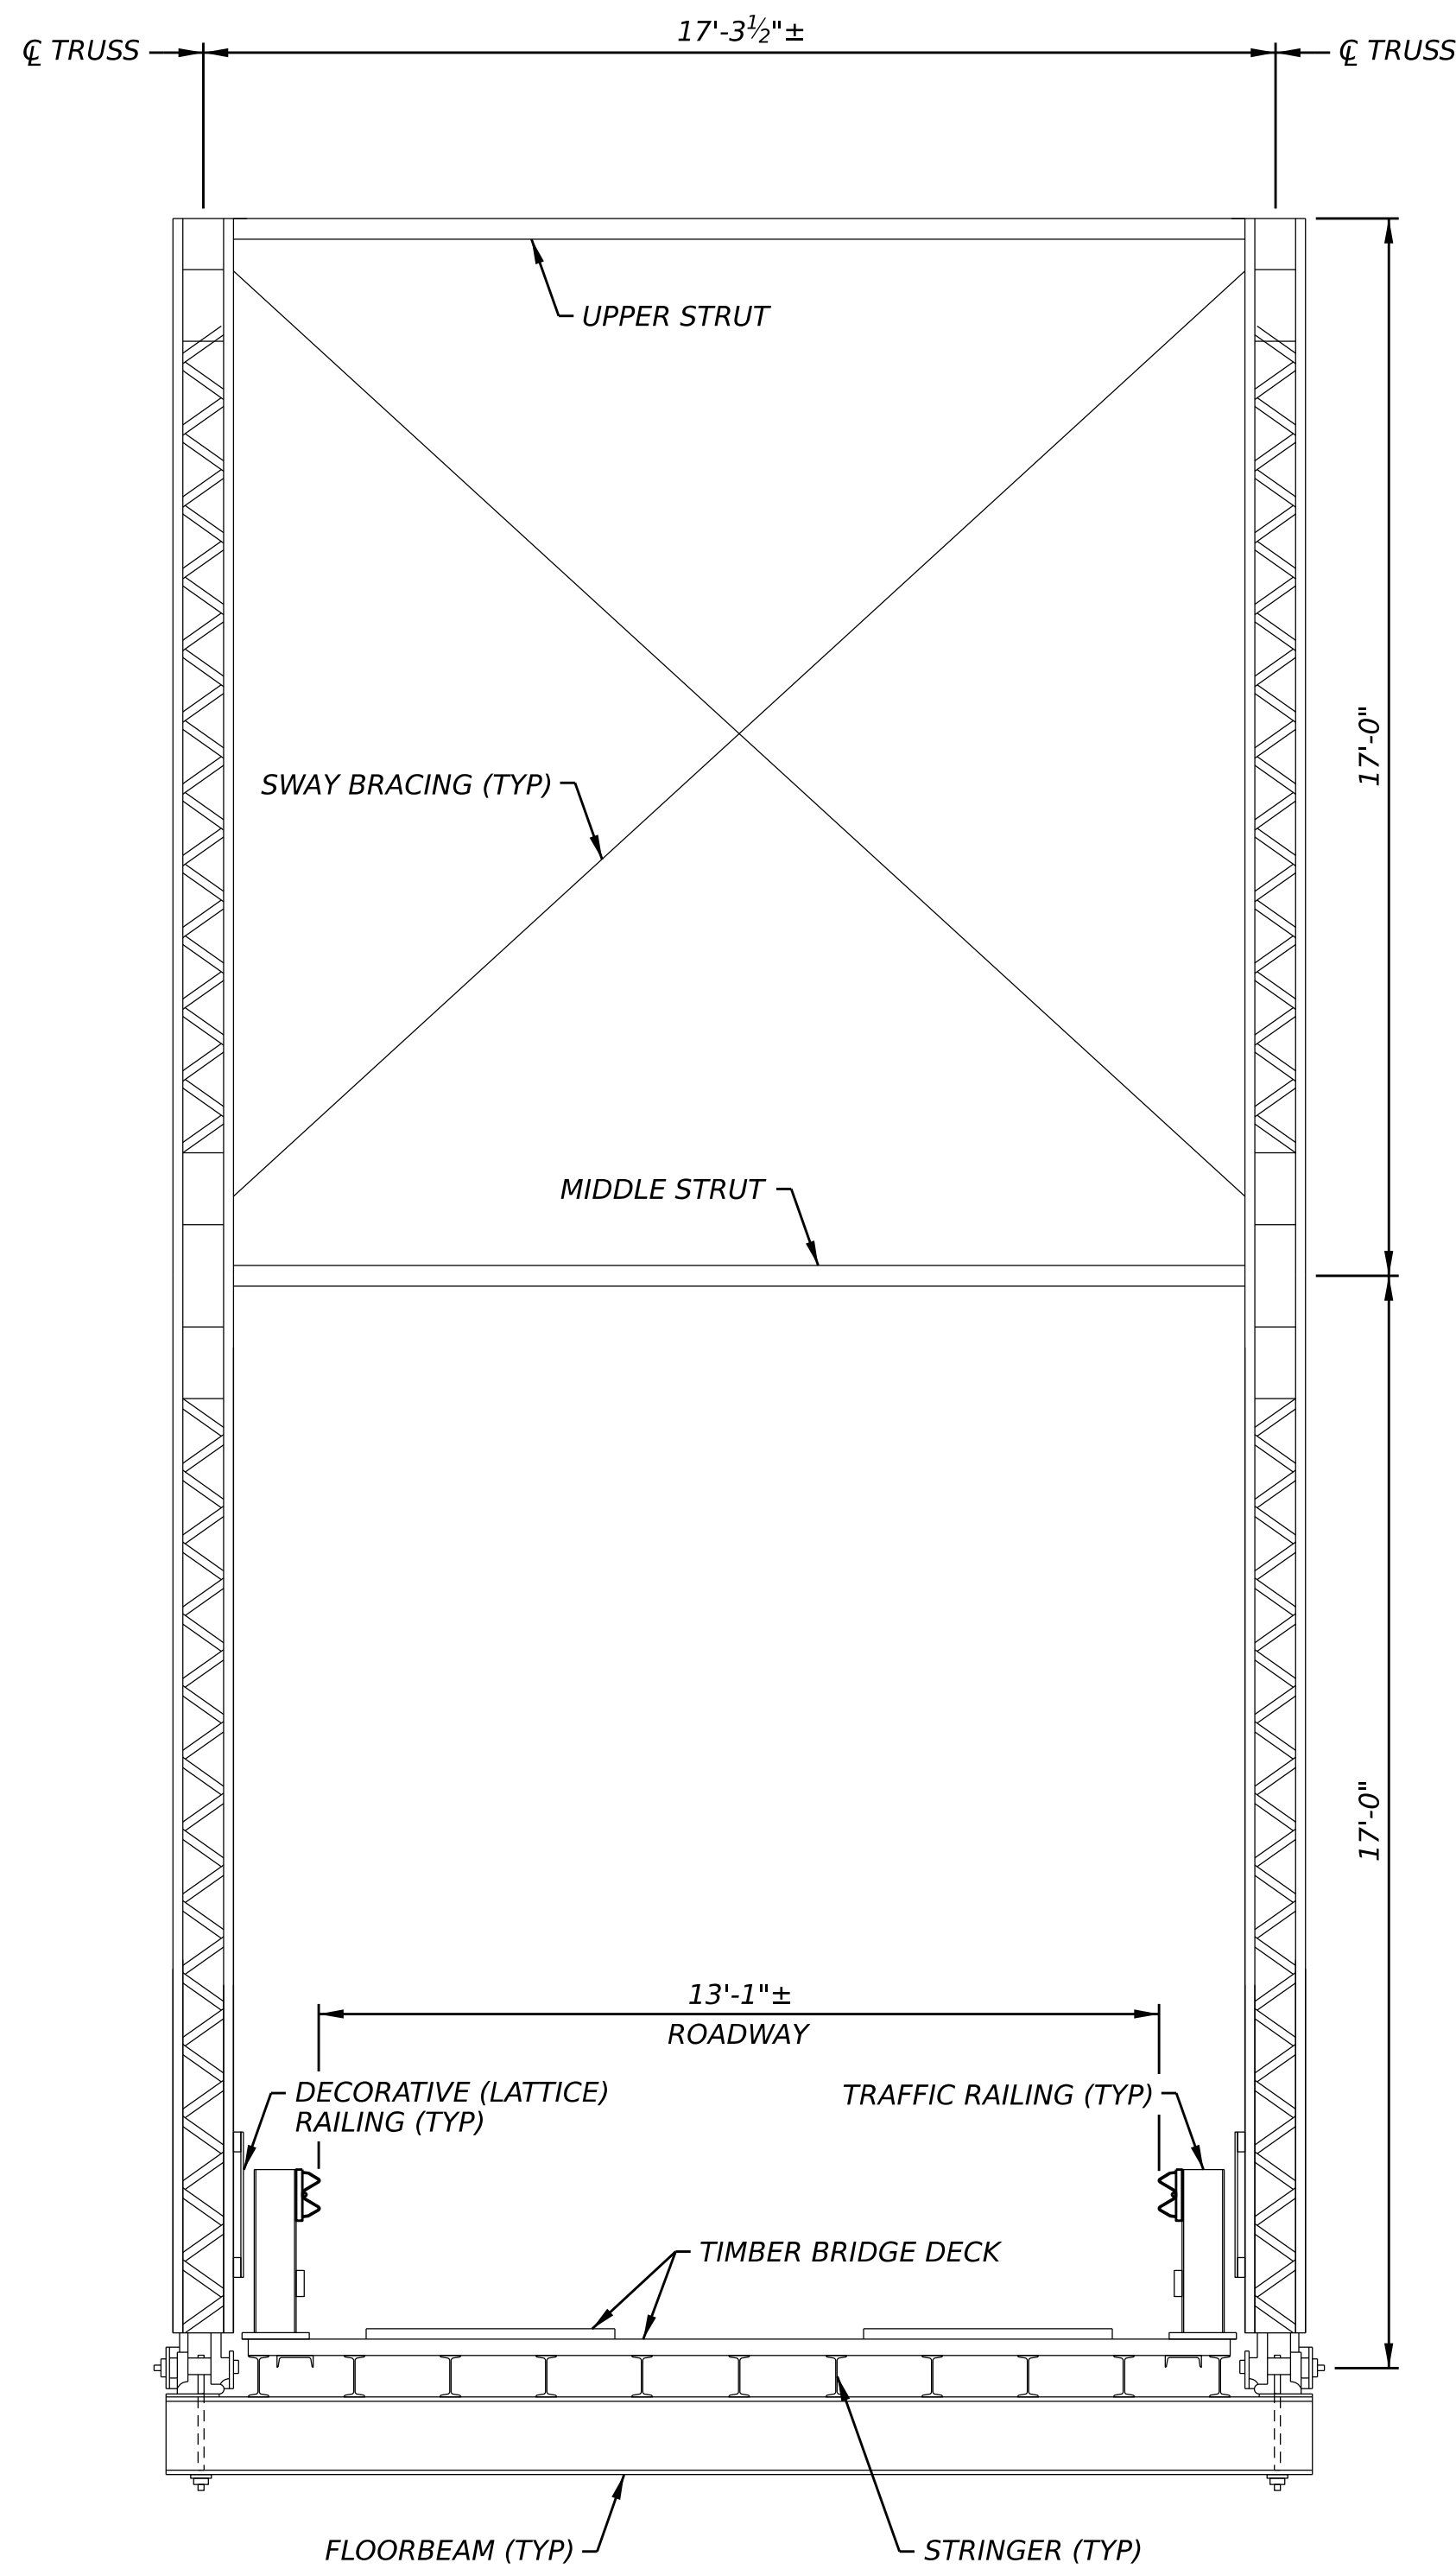 17'-3½"±
℄ TRUSS
℄ TRUSS
UPPER STRUT
17'-0"
SWAY BRACING (TYP)
MIDDLE STRUT
17'-0"
13'-1"±
ROADWAY
DECORATIVE (LATTICE)
RAILING (TYP)
TRAFFIC RAILING (TYP)
TIMBER BRIDGE DECK
FLOORBEAM (TYP)
STRINGER (TYP)